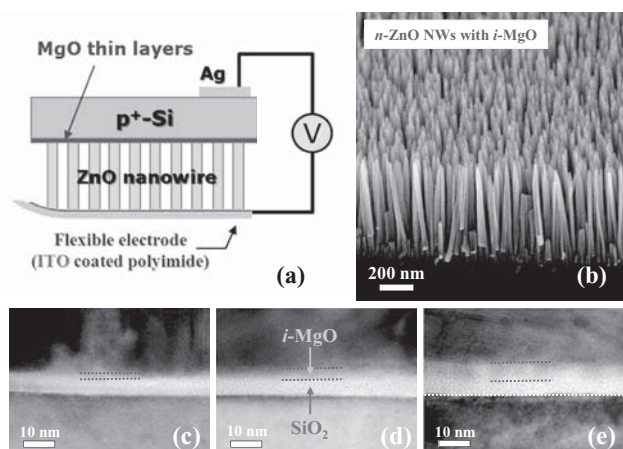 MgO thin layers
Ag
p⁺-Si
V
ZnO nanowire
Flexible electrode
(ITO coated polyimide)
(a)
n-ZnO NWs with i-MgO
200 nm
(b)
10 nm
(c)
i-MgO
SiO₂
10 nm
(d)
10 nm
(e)